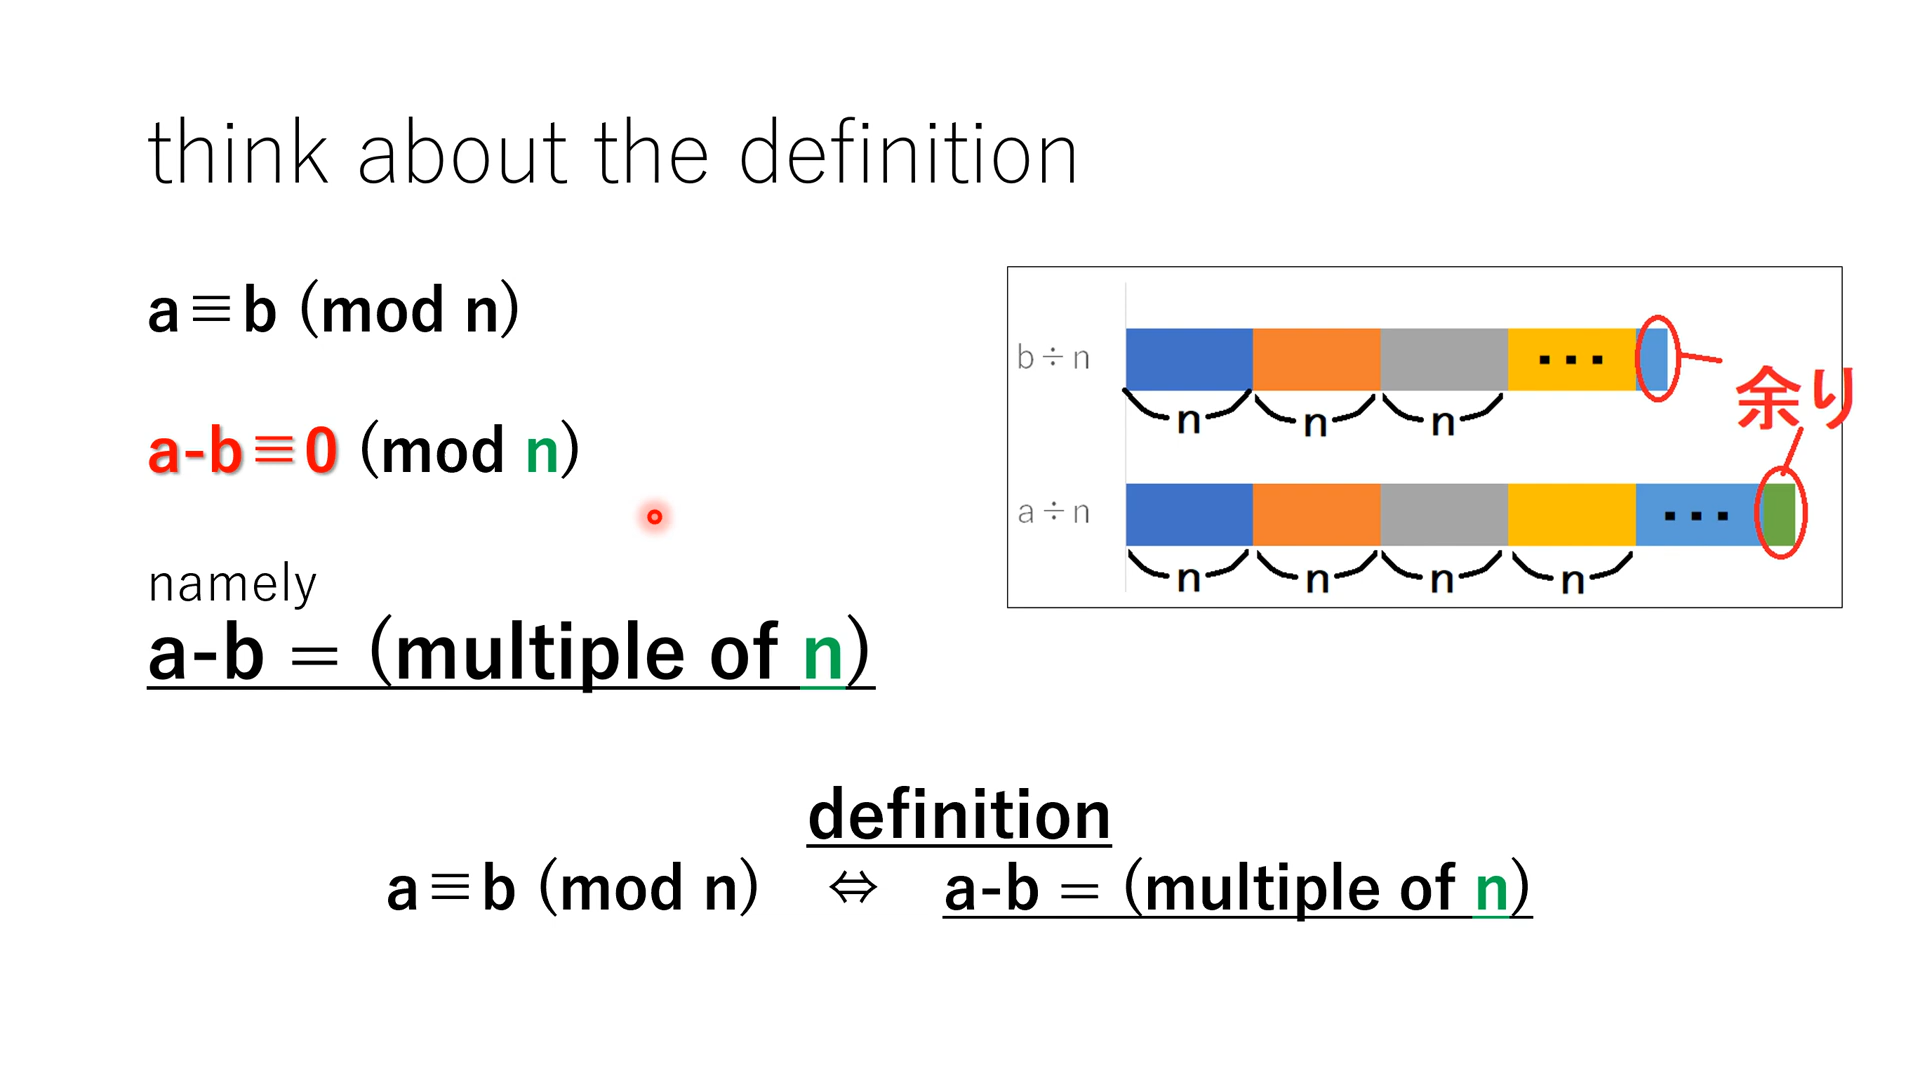 think about the definition
a≡b (mod n)
a-b≡0 (mod n)
namely
a-b = (multiple of n)
b÷n
...
n n n
余り
a÷n
...
n n n n
definition
a≡b (mod n) ⇔ a-b = (multiple of n)